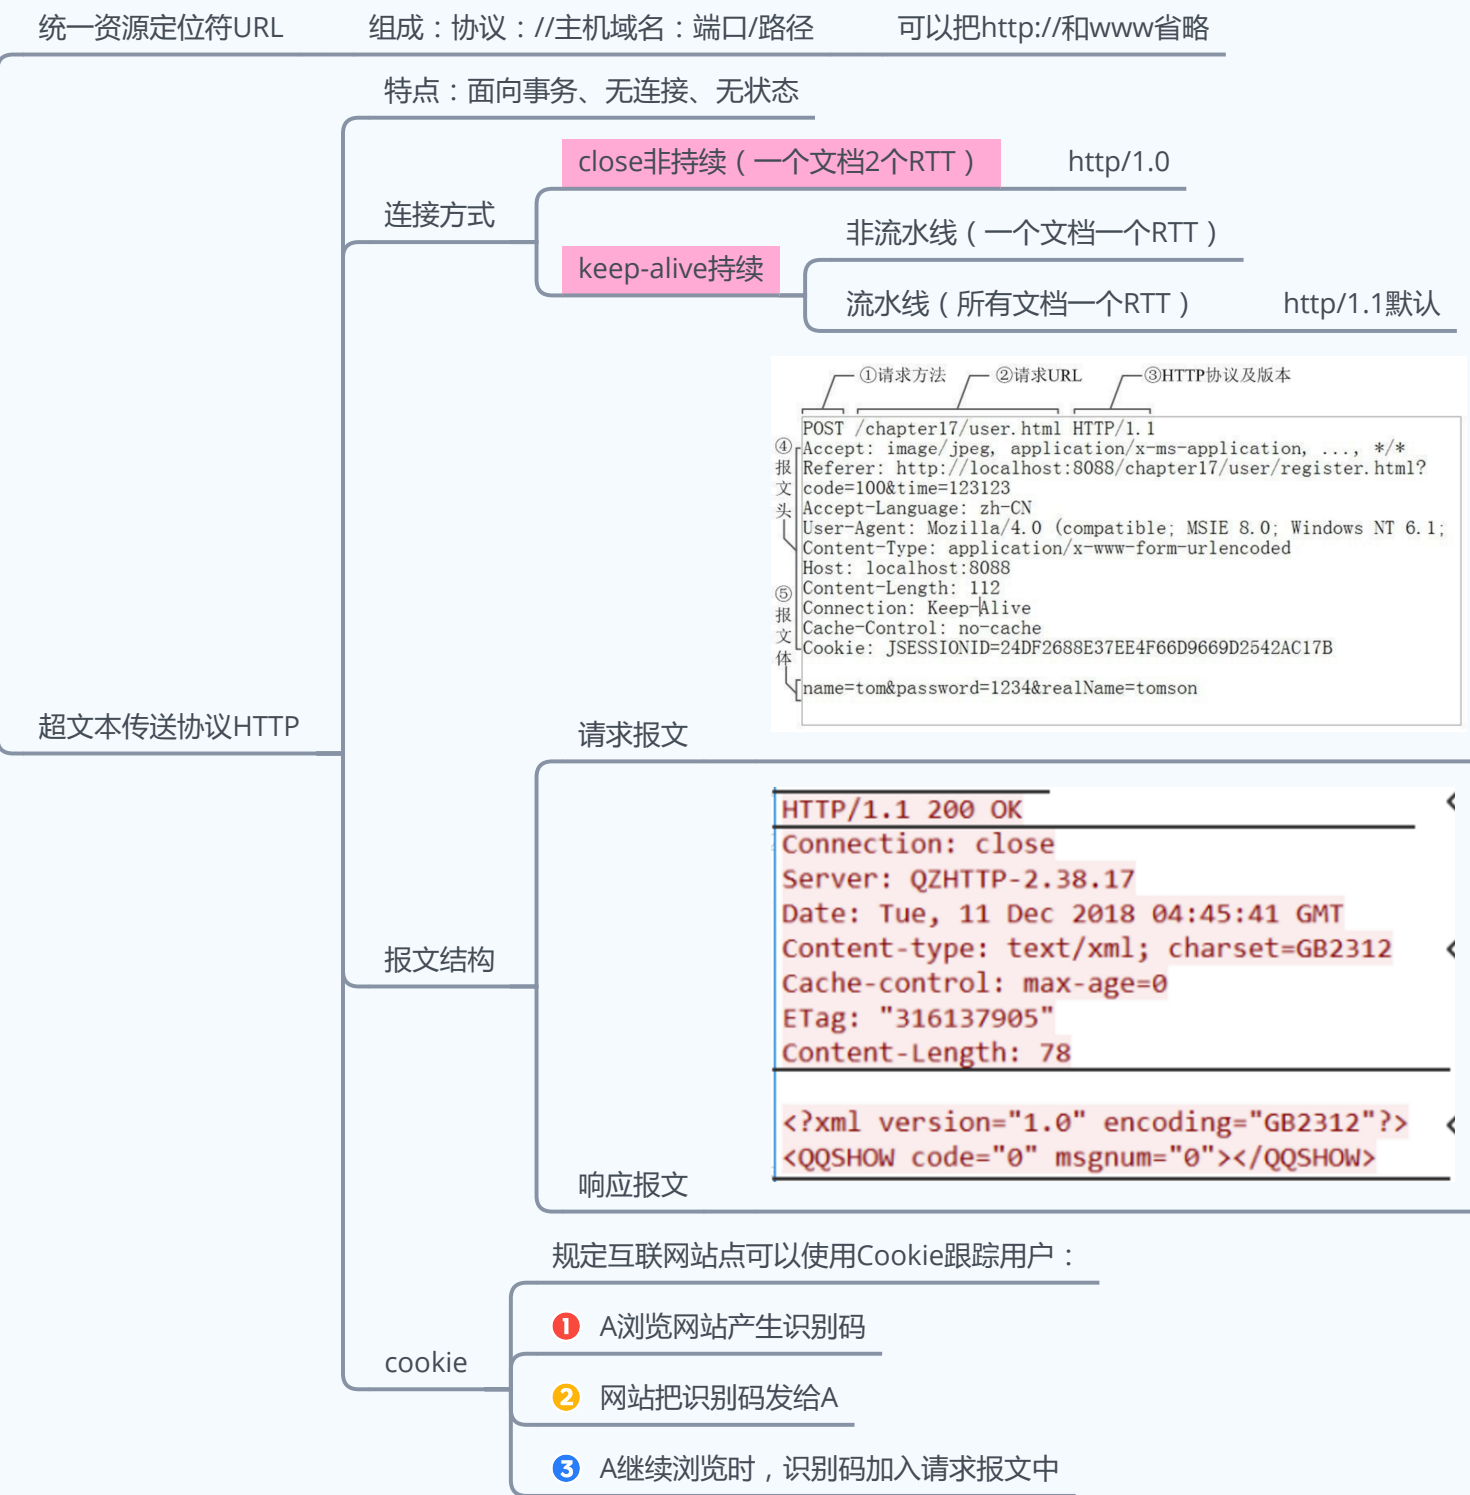 统一资源定位符URL
组成：协议：//主机域名：端口/路径
可以把http://和www省略
特点：面向事务、无连接、无状态
close非持续（一个文档2个RTT）
http/1.0
连接方式
非流水线（一个文档一个RTT）
keep-alive持续
流水线（所有文档一个RTT）
http/1.1默认
①请求方法
②请求URL
③HTTP协议及版本
POST /chapter17/user.html HTTP/1.1
④报文头
Accept: image/jpeg, application/x-ms-application, ..., */*
Referer: http://localhost:8088/chapter17/user/register.html?
code=100&time=123123
Accept-Language: zh-CN
User-Agent: Mozilla/4.0 (compatible; MSIE 8.0; Windows NT 6.1;
Content-Type: application/x-www-form-urlencoded
Host: localhost:8088
Content-Length: 112
Connection: Keep-Alive
Cache-Control: no-cache
Cookie: JSESSIONID=24DF2688E37EE4F66D9669D2542AC17B
⑤报文体
name=tom&password=1234&realName=tomson
超文本传送协议HTTP
请求报文
HTTP/1.1 200 OK
Connection: close
Server: QZHTTP-2.38.17
Date: Tue, 11 Dec 2018 04:45:41 GMT
Content-type: text/xml; charset=GB2312
Cache-control: max-age=0
ETag: "316137905"
Content-Length: 78
<?xml version="1.0" encoding="GB2312"?>
<QQSHOW code="0" msgnum="0"></QQSHOW>
报文结构
响应报文
规定互联网站点可以使用Cookie跟踪用户：
1 A浏览网站产生识别码
cookie
2 网站把识别码发给A
3 A继续浏览时，识别码加入请求报文中